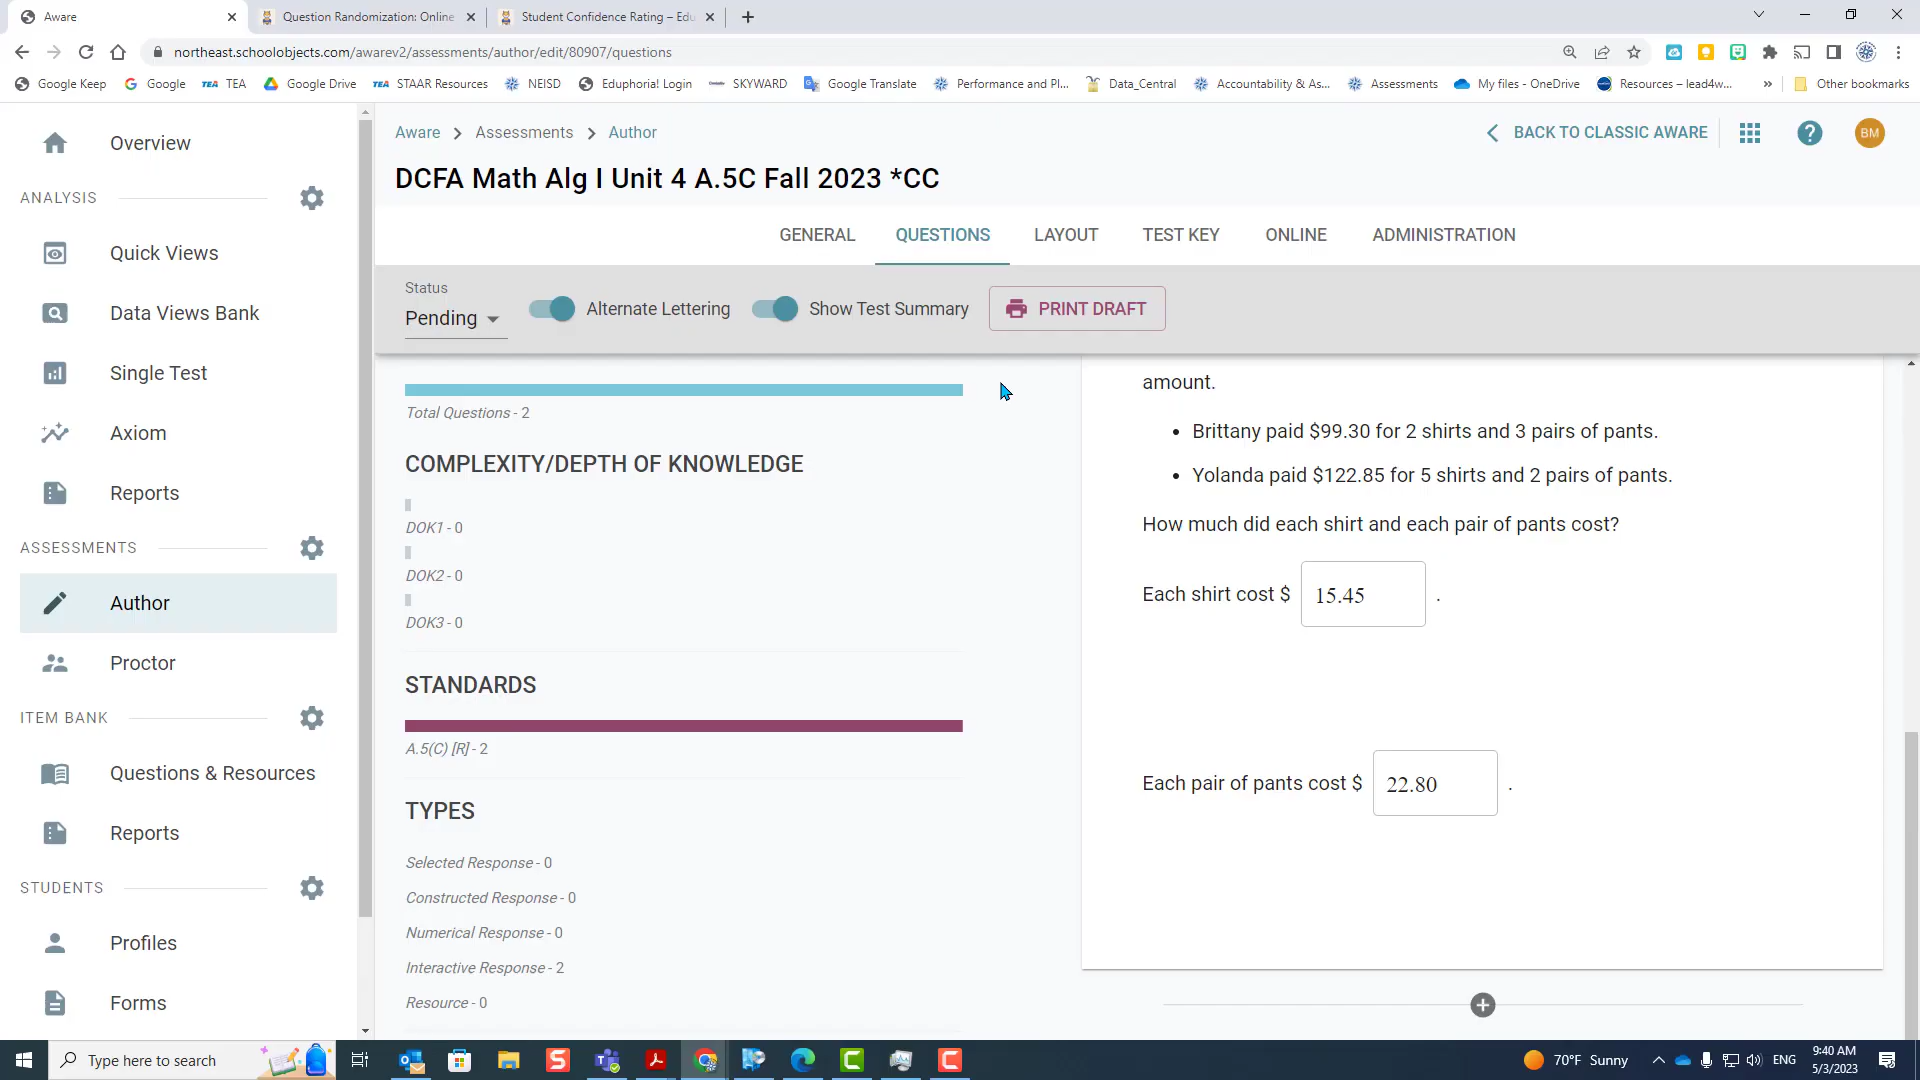 Aware
Question Randomization: Online
Student Confidence Rating – Edu
northeast.schoolobjects.com/awarev2/assessments/author/edit/80907/questions
Google Keep
Google
TEA
TEA
Google Drive
TEA
STAAR Resources
NEISD
Eduphoria! Login
SKYWARD
Google Translate
Performance and Pl...
Data_Central
Accountability & As...
Assessments
My files - OneDrive
Resources – lead4w...
»
Other bookmarks
Overview
ANALYSIS
Quick Views
Data Views Bank
Single Test
Axiom
Reports
ASSESSMENTS
Author
Proctor
ITEM BANK
Questions & Resources
Reports
STUDENTS
Profiles
Forms
Aware > Assessments > Author
BACK TO CLASSIC AWARE
?
BM
DCFA Math Alg I Unit 4 A.5C Fall 2023 *CC
GENERAL
QUESTIONS
LAYOUT
TEST KEY
ONLINE
ADMINISTRATION
Status
Pending
Alternate Lettering
Show Test Summary
PRINT DRAFT
Total Questions - 2
COMPLEXITY/DEPTH OF KNOWLEDGE
DOK1 - 0
DOK2 - 0
DOK3 - 0
STANDARDS
A.5(C) [R] - 2
TYPES
Selected Response - 0
Constructed Response - 0
Numerical Response - 0
Interactive Response - 2
Resource - 0
amount.
• Brittany paid $99.30 for 2 shirts and 3 pairs of pants.
• Yolanda paid $122.85 for 5 shirts and 2 pairs of pants.
How much did each shirt and each pair of pants cost?
Each shirt cost $ 15.45 .
Each pair of pants cost $ 22.80 .
Type here to search
70°F Sunny
ENG
9:40 AM
5/3/2023